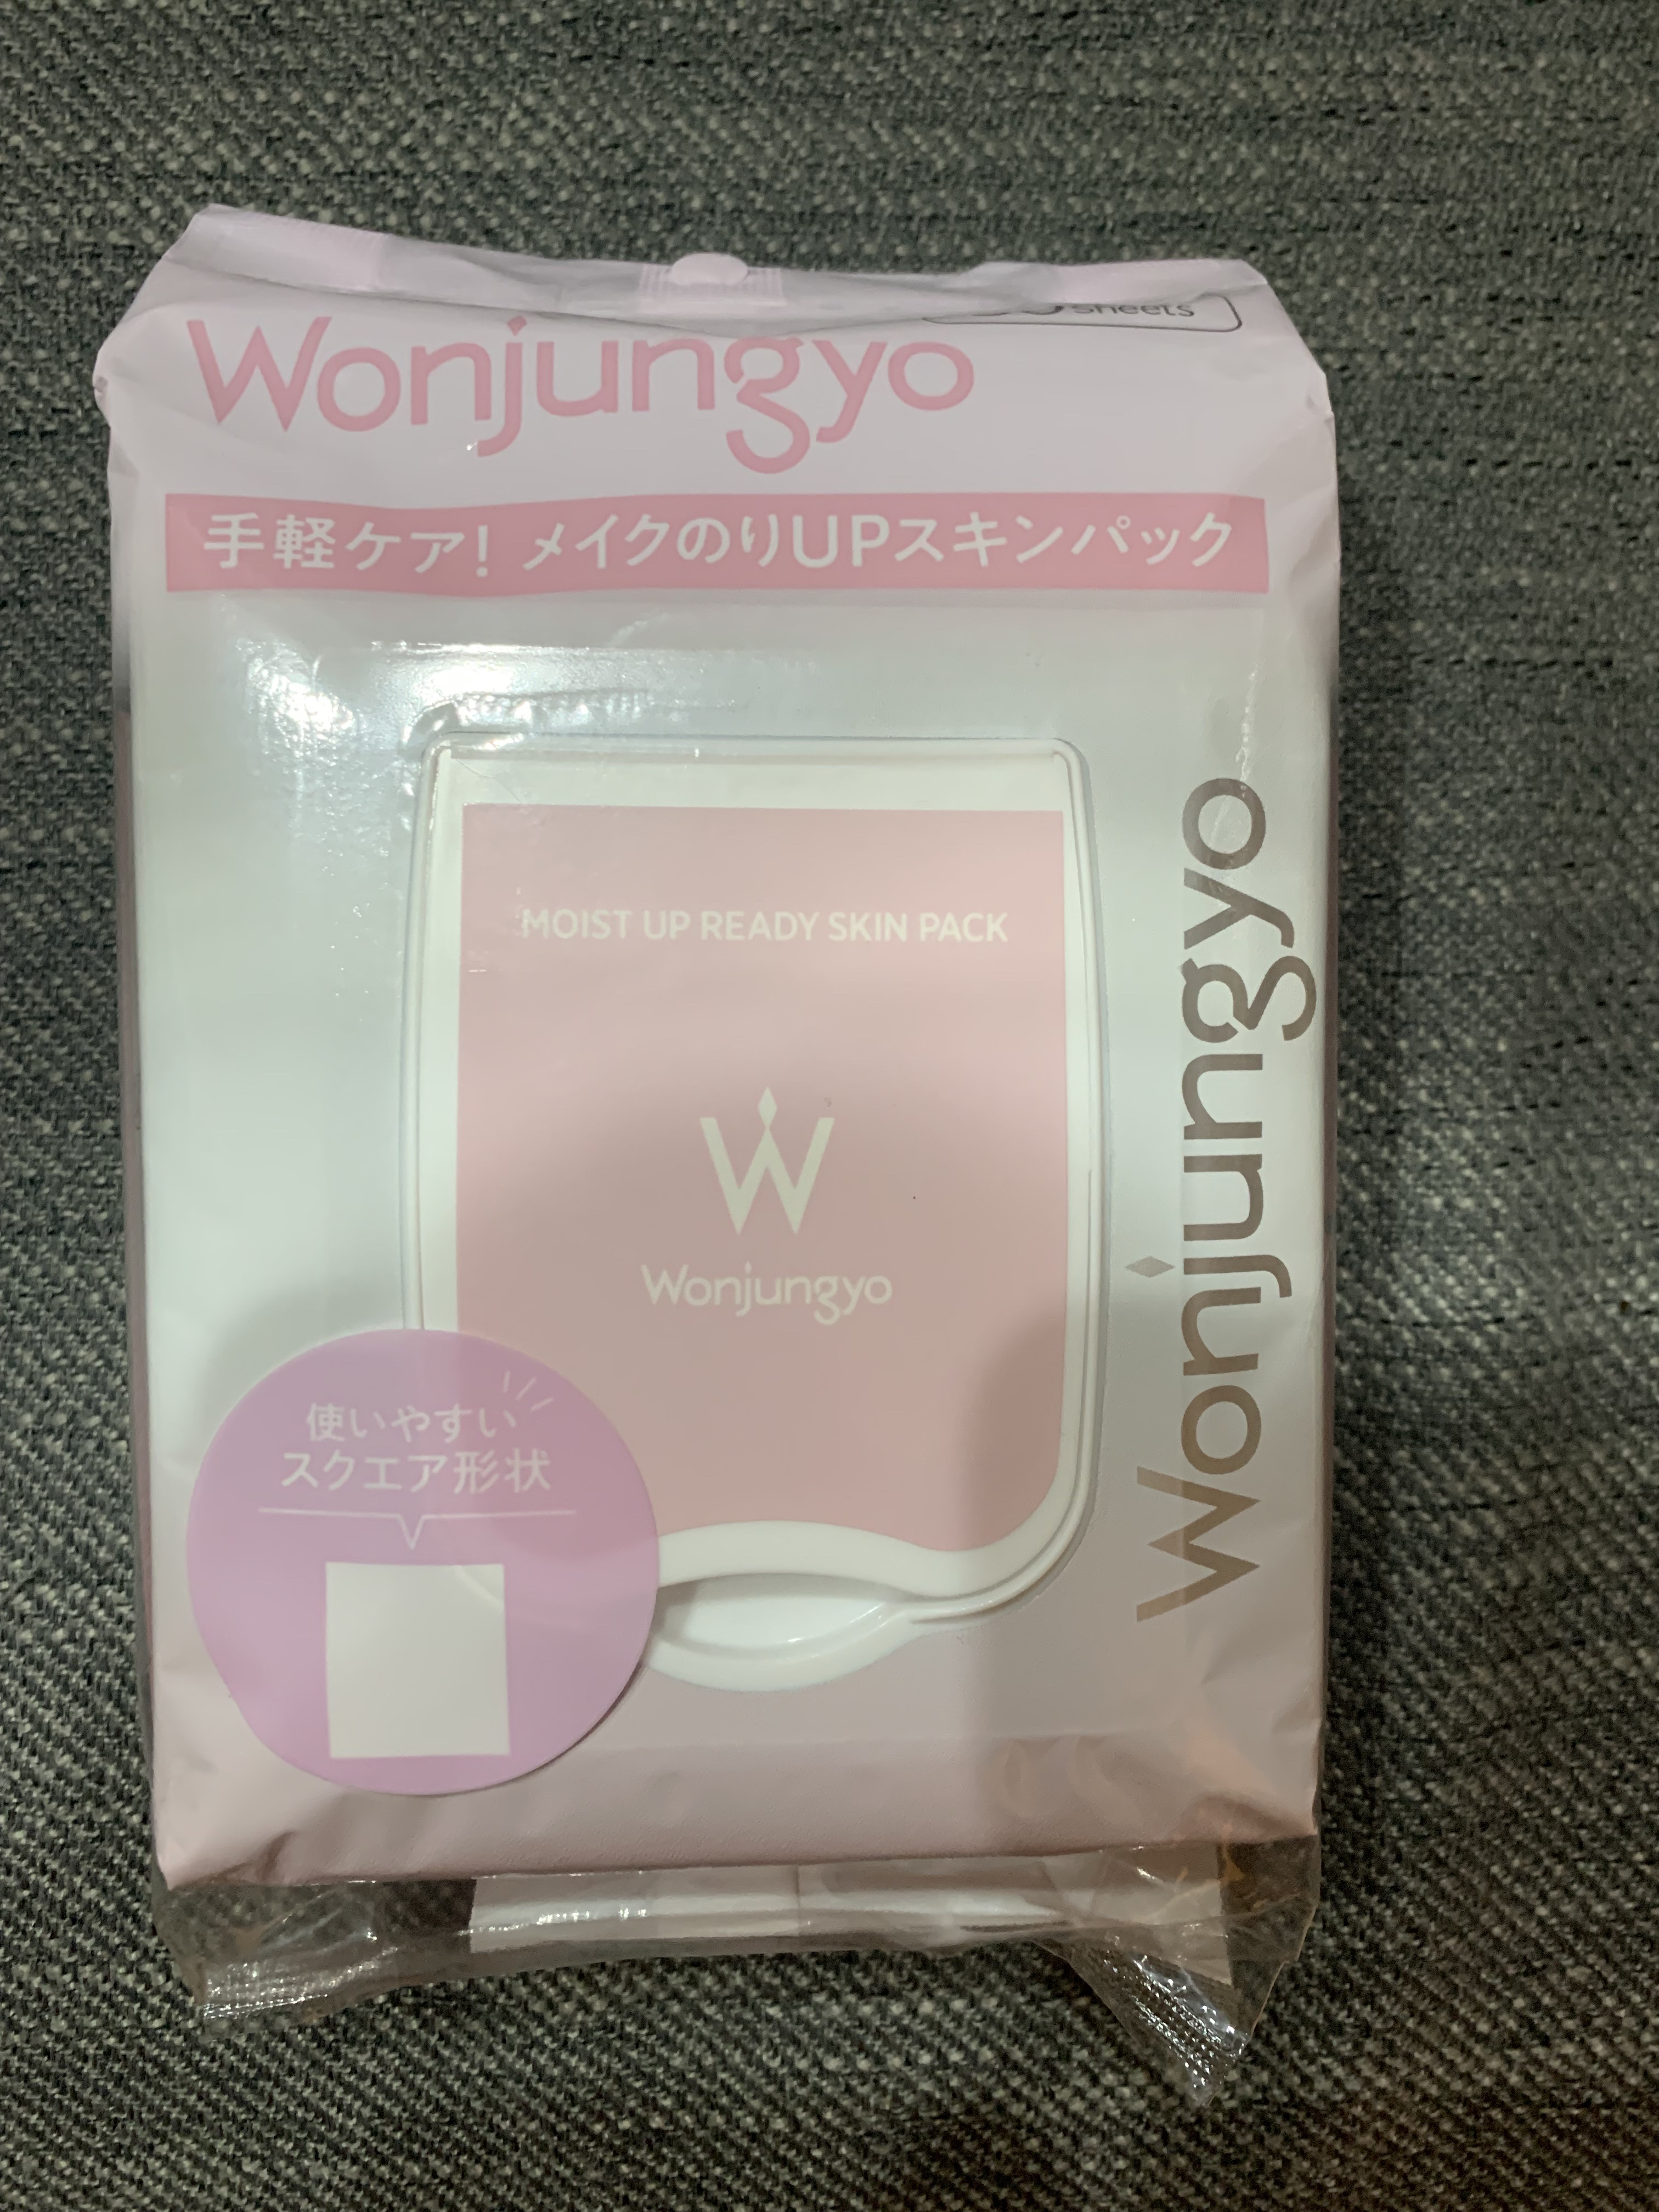 Wonjungyo
sheets
手軽ケア! メイクのりUPスキンパック
MOIST UP READY SKIN PACK
W
Wonjungyo
Wonjungyo
使いやすい
スクエア形状